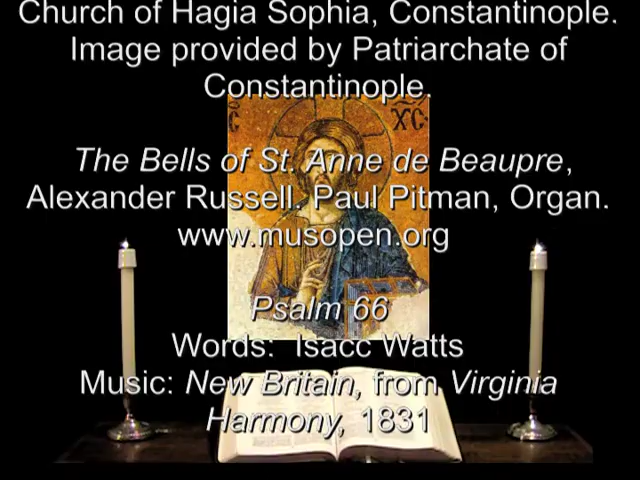 Church of Hagia Sophia, Constantinople.
Image provided by Patriarchate of
Constantinople.
C
XC
The Bells of St. Anne de Beaupre,
Alexander Russell. Paul Pitman, Organ.
www.musopen.org
Psalm 66
Words: Isacc Watts
Music: New Britain, from Virginia
Harmony, 1831